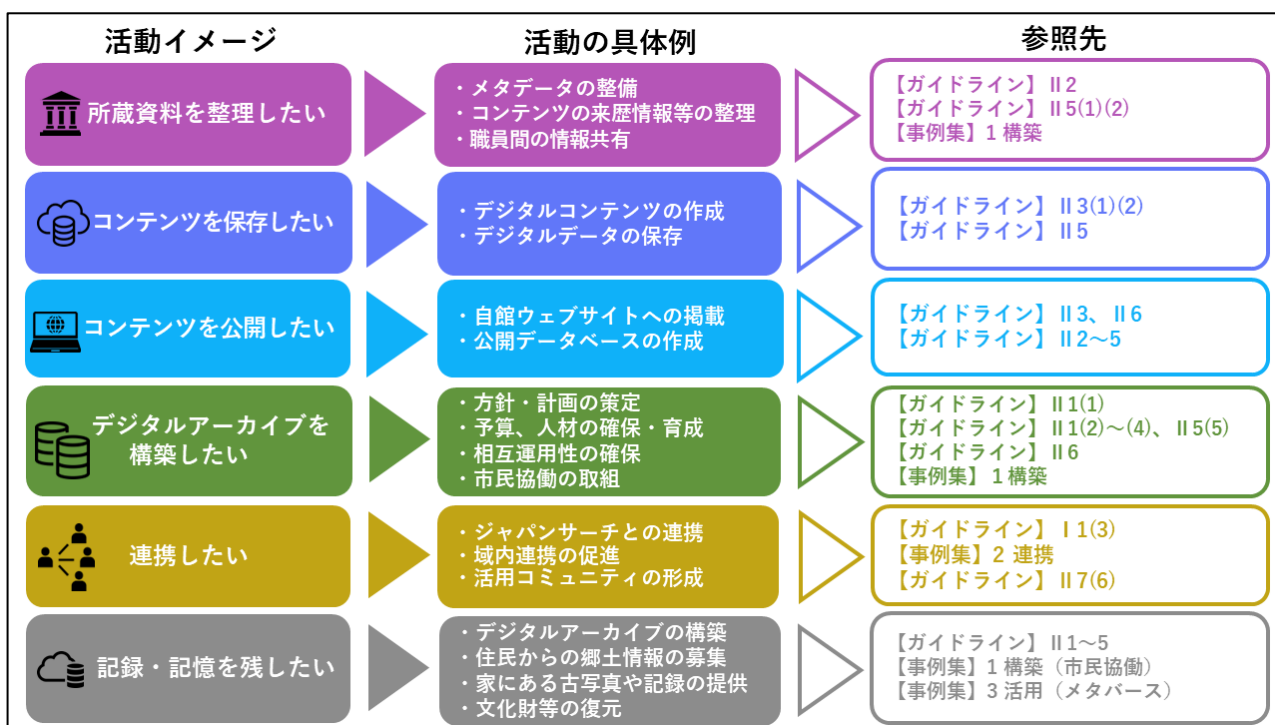 活動イメージ
活動の具体例
参照先
所蔵資料を整理したい
・メタデータの整備
・コンテンツの来歴情報等の整理
・職員間の情報共有
【ガイドライン】Ⅱ2
【ガイドライン】Ⅱ5(1)(2)
【事例集】1 構築
コンテンツを保存したい
・デジタルコンテンツの作成
・デジタルデータの保存
【ガイドライン】Ⅱ3(1)(2)
【ガイドライン】Ⅱ5
コンテンツを公開したい
・自館ウェブサイトへの掲載
・公開データベースの作成
【ガイドライン】Ⅱ3、Ⅱ6
【ガイドライン】Ⅱ2～5
デジタルアーカイブを
構築したい
・方針・計画の策定
・予算、人材の確保・育成
・相互運用性の確保
・市民協働の取組
【ガイドライン】Ⅱ1(1)
【ガイドライン】Ⅱ1(2)～(4)、Ⅱ5(5)
【ガイドライン】Ⅱ6
【事例集】1 構築
連携したい
・ジャパンサーチとの連携
・域内連携の促進
・活用コミュニティの形成
【ガイドライン】Ⅰ1(3)
【事例集】2 連携
【ガイドライン】Ⅱ7(6)
記録・記憶を残したい
・デジタルアーカイブの構築
・住民からの郷土情報の募集
・家にある古写真や記録の提供
・文化財等の復元
【ガイドライン】Ⅱ1～5
【事例集】1 構築（市民協働）
【事例集】3 活用（メタバース）